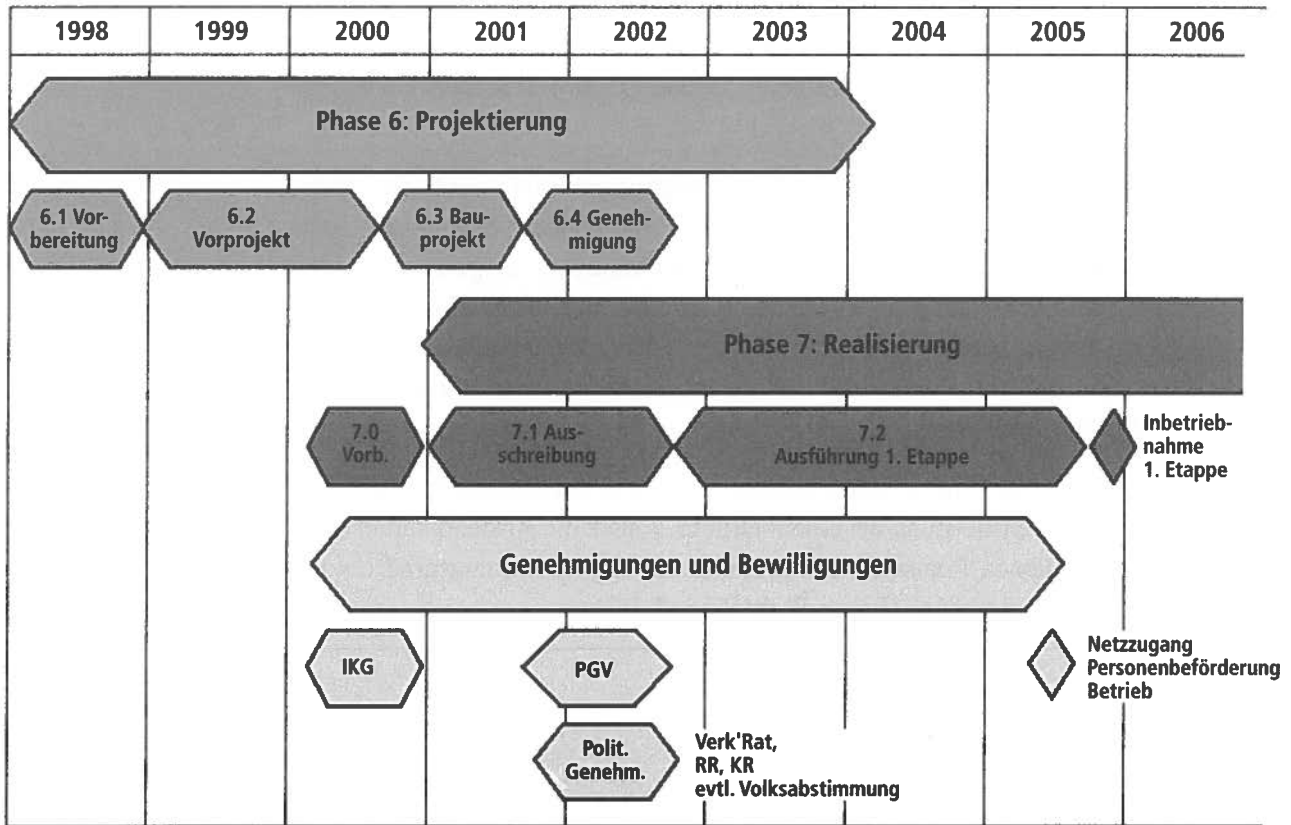 1998 1999 2000 2001 2002 2003 2004 2005 2006
Phase 6: Projektierung
6.1 Vor-
bereitung
6.2
Vorprojekt
6.3 Bau-
projekt
6.4 Geneh-
migung
Phase 7: Realisierung
7.0
Vorb.
7.1 Aus-
schreibung
7.2
Ausführung 1. Etappe
Inbetrieb-
nahme
1. Etappe
Genehmigungen und Bewilligungen
IKG
PGV
Netzzugang
Personenbeförderung
Betrieb
Polit.
Genehm.
Verk'Rat,
RR, KR
evtl. Volksabstimmung